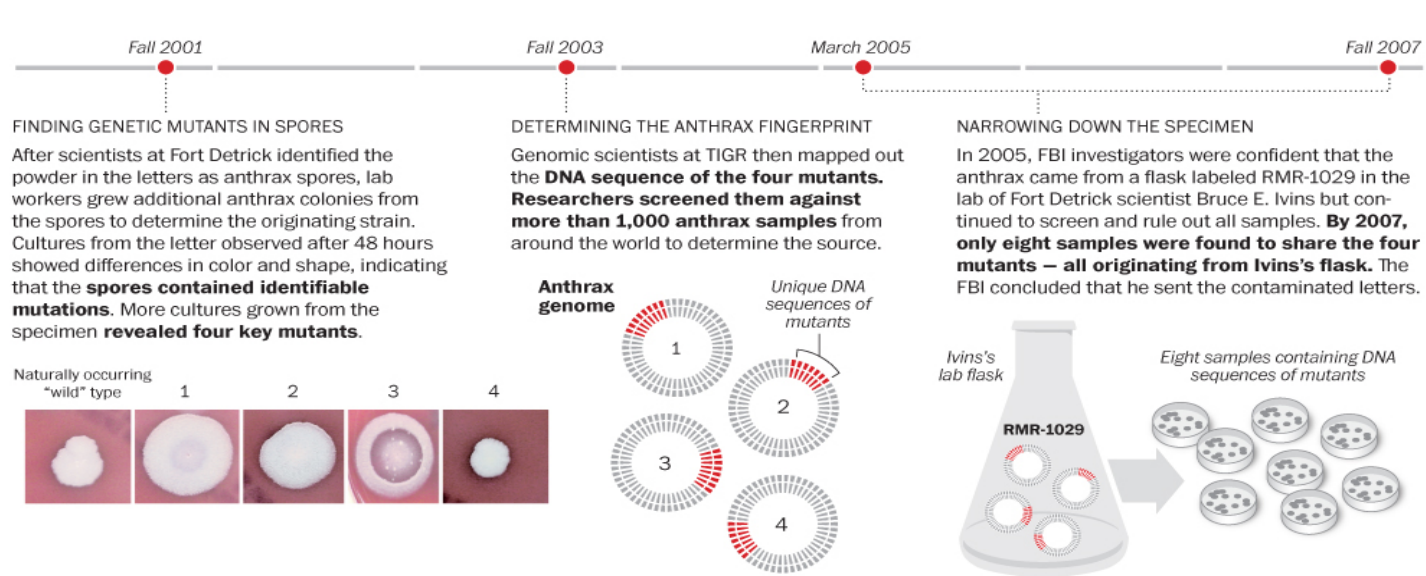 Fall 2001
Fall 2003
March 2005
Fall 2007
FINDING GENETIC MUTANTS IN SPORES
After scientists at Fort Detrick identified the
powder in the letters as anthrax spores, lab
workers grew additional anthrax colonies from
the spores to determine the originating strain.
Cultures from the letter observed after 48 hours
showed differences in color and shape, indicating
that the spores contained identifiable
mutations. More cultures grown from the
specimen revealed four key mutants.
Naturally occurring
“wild” type
1
2
3
4
DETERMINING THE ANTHRAX FINGERPRINT
Genomic scientists at TIGR then mapped out
the DNA sequence of the four mutants.
Researchers screened them against
more than 1,000 anthrax samples from
around the world to determine the source.
Anthrax
genome
Unique DNA
sequences of
mutants
1
2
3
4
NARROWING DOWN THE SPECIMEN
In 2005, FBI investigators were confident that the
anthrax came from a flask labeled RMR-1029 in the
lab of Fort Detrick scientist Bruce E. Ivins but con-
tinued to screen and rule out all samples. By 2007,
only eight samples were found to share the four
mutants — all originating from Ivins’s flask. The
FBI concluded that he sent the contaminated letters.
Ivins’s
lab flask
RMR-1029
Eight samples containing DNA
sequences of mutants